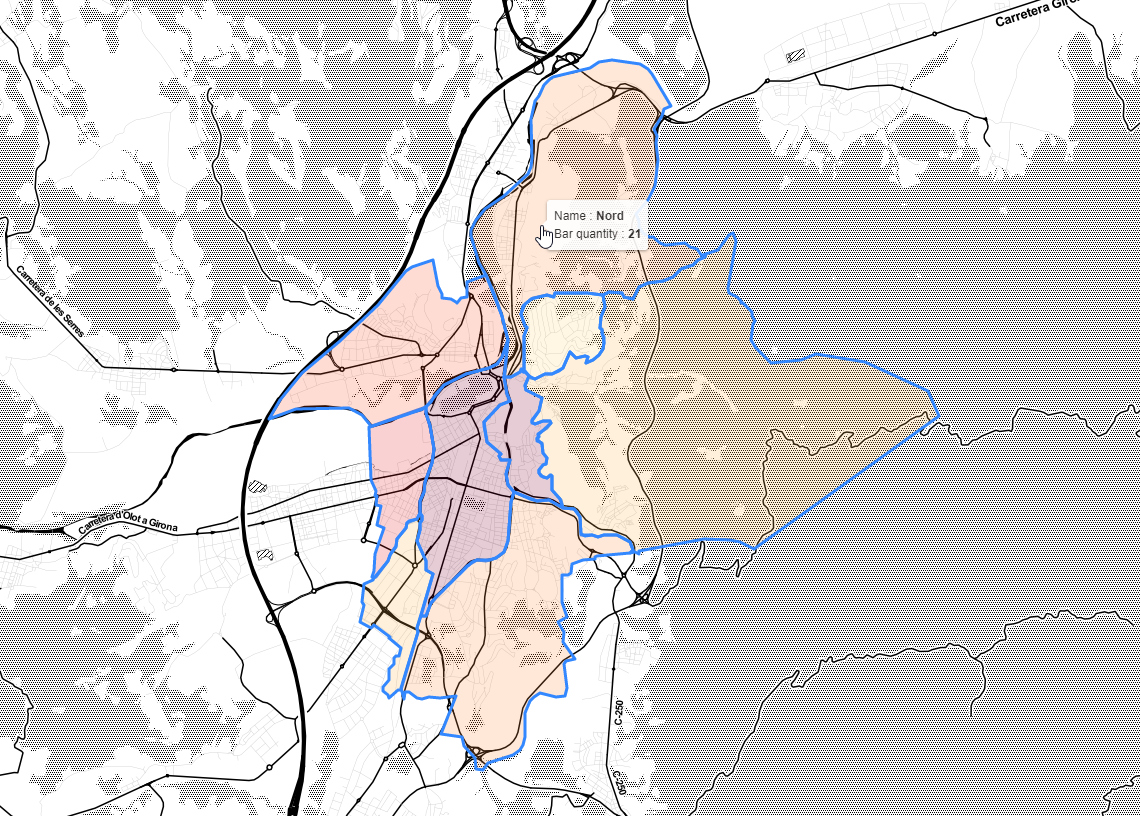 Carretera Giro
Name : Nord
Bar quantity : 21
Carretera de les Serres
Carretera d'Olot a Girona
C-250
C-250